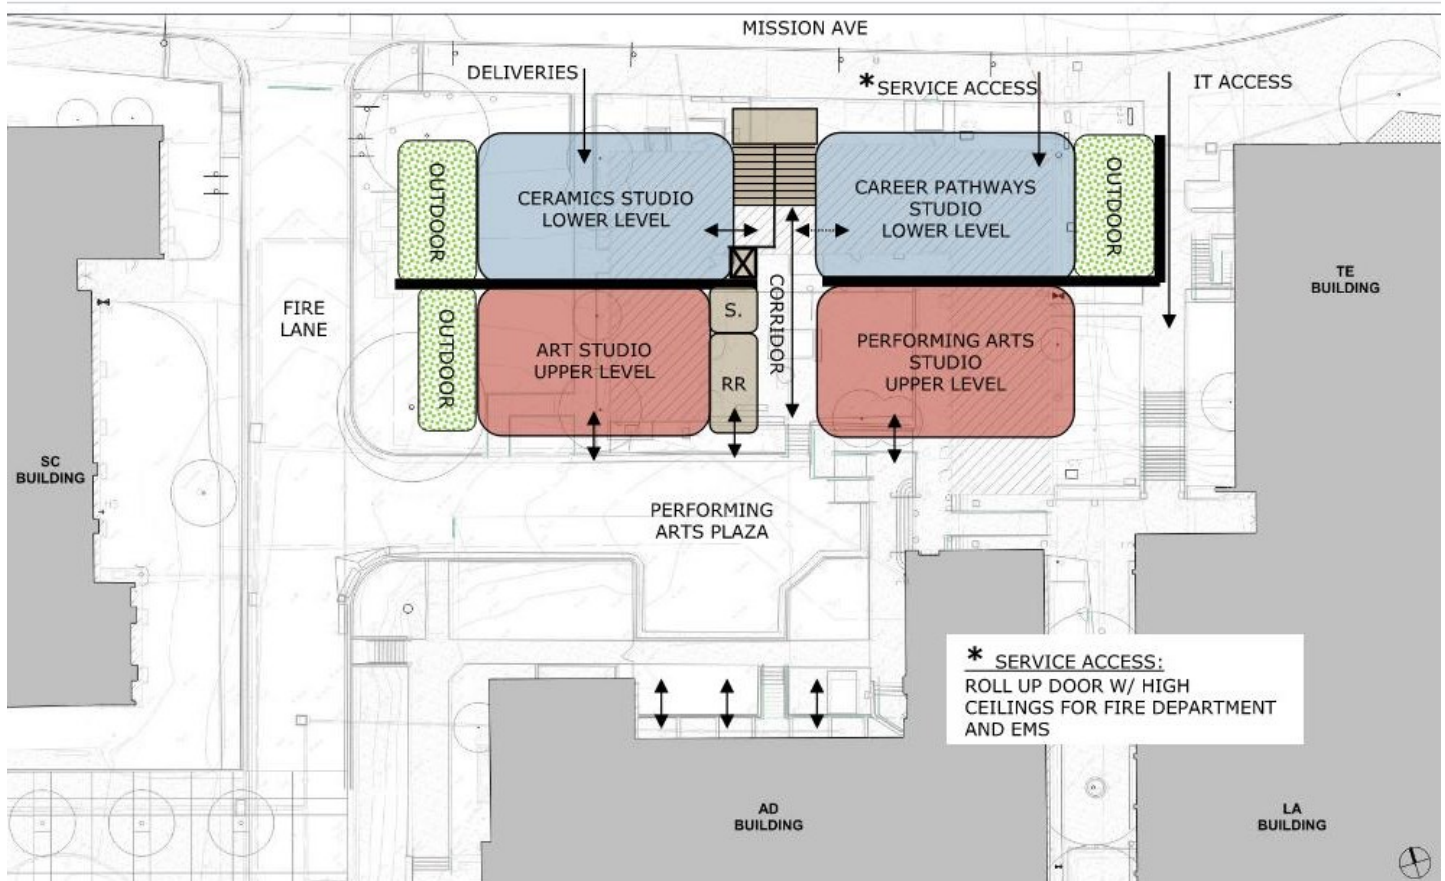 MISSION AVE
DELIVERIES
* SERVICE ACCESS
IT ACCESS
OUTDOOR
CERAMICS STUDIO
LOWER LEVEL
CAREER PATHWAYS
STUDIO
LOWER LEVEL
OUTDOOR
TE
BUILDING
FIRE
LANE
OUTDOOR
ART STUDIO
UPPER LEVEL
S.
RR
CORRIDOR
PERFORMING ARTS
STUDIO
UPPER LEVEL
SC
BUILDING
PERFORMING
ARTS PLAZA
* SERVICE ACCESS:
ROLL UP DOOR W/ HIGH
CEILINGS FOR FIRE DEPARTMENT
AND EMS
AD
BUILDING
LA
BUILDING